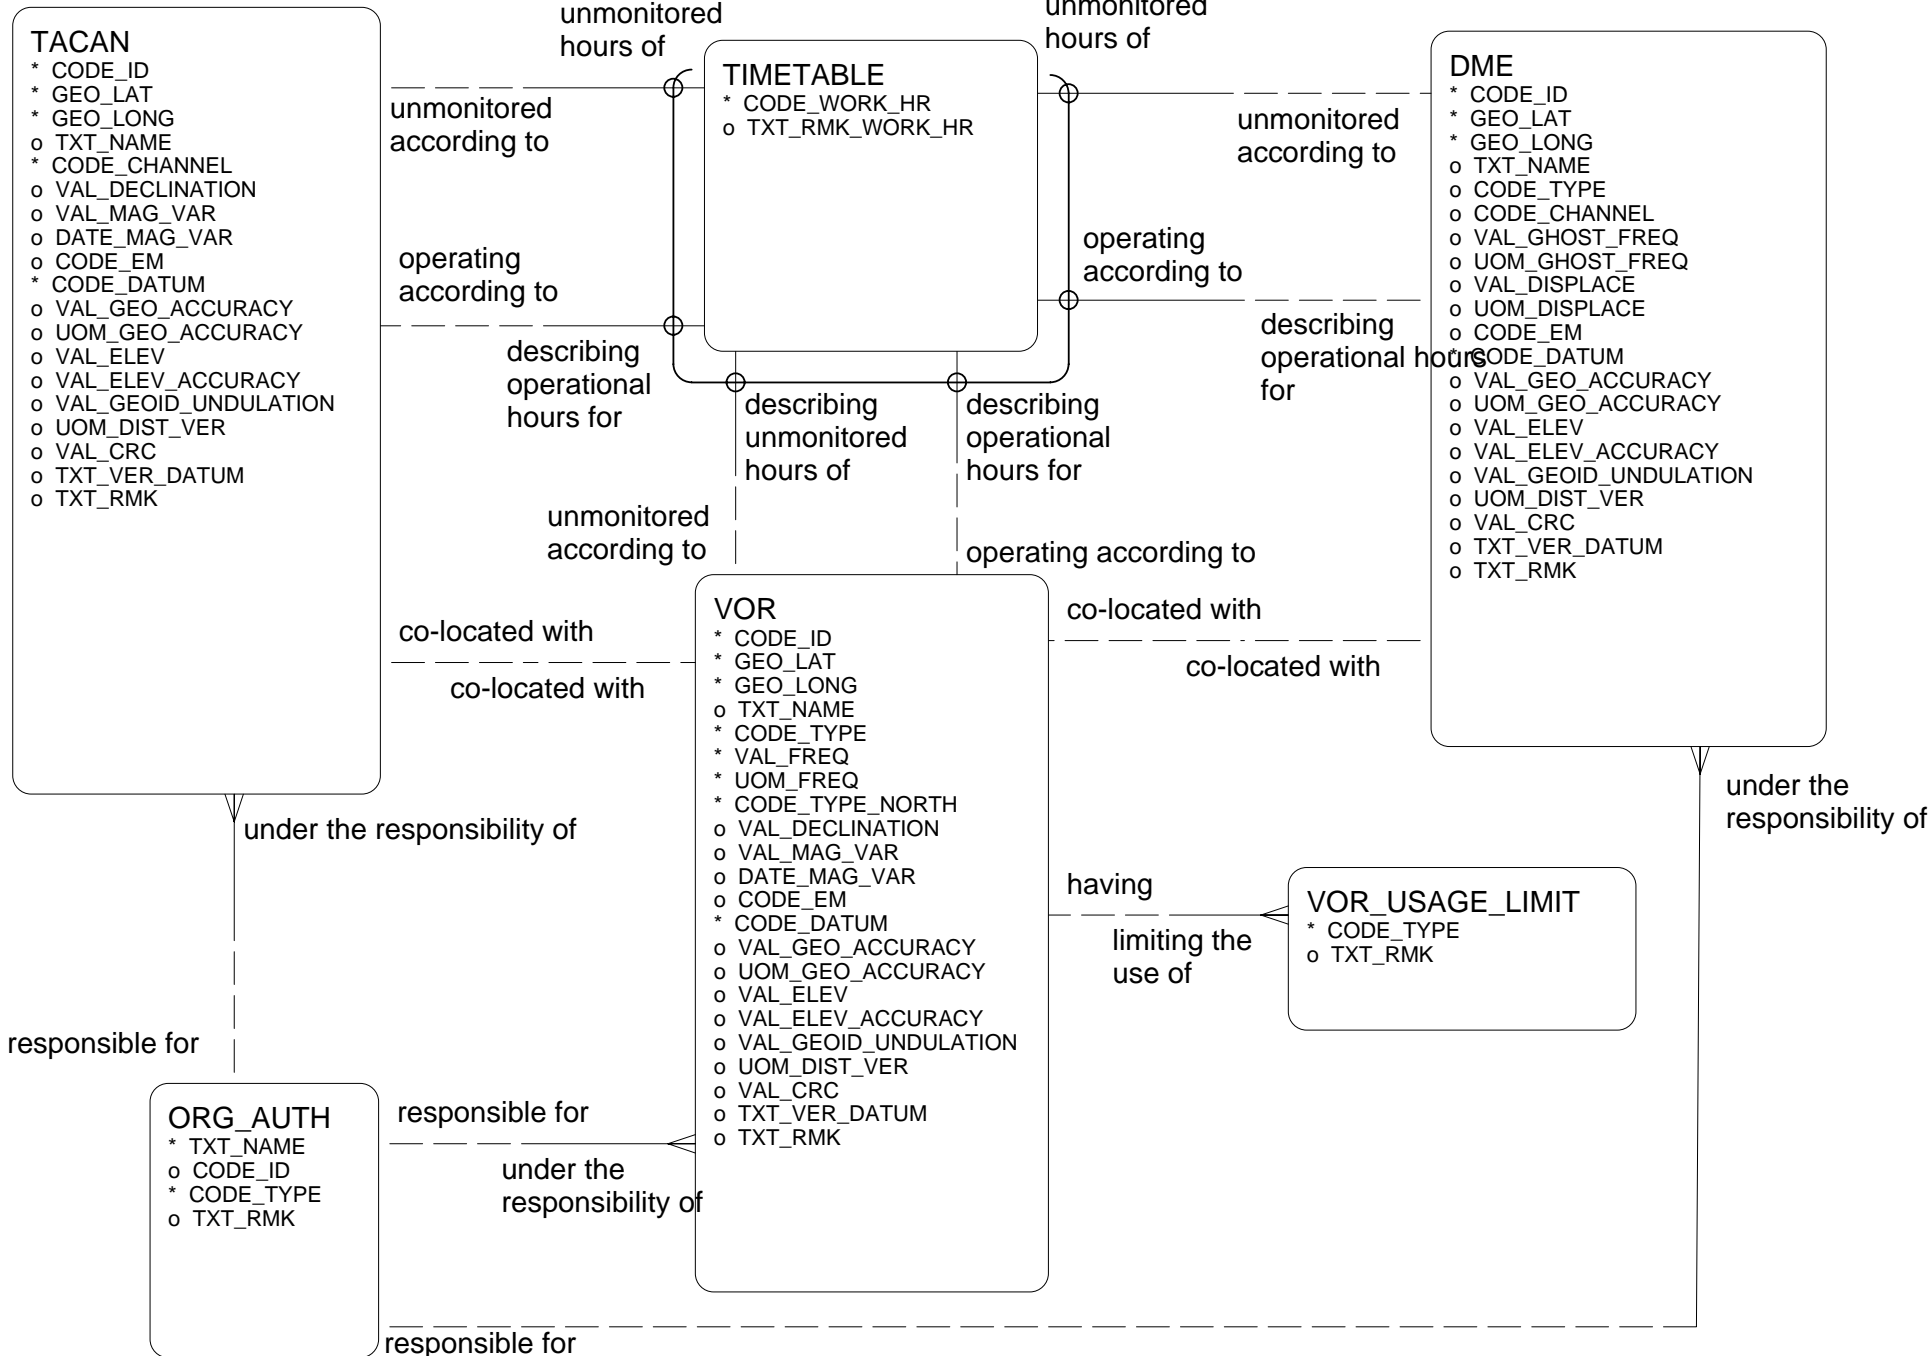 unmonitored
hours of
unmonitored
hours of
TACAN
* CODE_ID
* GEO_LAT
* GEO_LONG
o TXT_NAME
* CODE_CHANNEL
o VAL_DECLINATION
o VAL_MAG_VAR
o DATE_MAG_VAR
o CODE_EM
* CODE_DATUM
o VAL_GEO_ACCURACY
o UOM_GEO_ACCURACY
o VAL_ELEV
o VAL_ELEV_ACCURACY
o VAL_GEOID_UNDULATION
o UOM_DIST_VER
o VAL_CRC
o TXT_VER_DATUM
o TXT_RMK
unmonitored
according to
operating
according to
describing
operational
hours for
TIMETABLE
* CODE_WORK_HR
o TXT_RMK_WORK_HR
unmonitored
according to
operating
according to
describing
operational hours
for
DME
* CODE_ID
* GEO_LAT
* GEO_LONG
o TXT_NAME
o CODE_TYPE
o CODE_CHANNEL
o VAL_GHOST_FREQ
o UOM_GHOST_FREQ
o VAL_DISPLACE
o UOM_DISPLACE
o CODE_EM
* CODE_DATUM
o VAL_GEO_ACCURACY
o UOM_GEO_ACCURACY
o VAL_ELEV
o VAL_ELEV_ACCURACY
o VAL_GEOID_UNDULATION
o UOM_DIST_VER
o VAL_CRC
o TXT_VER_DATUM
o TXT_RMK
describing
unmonitored
hours of
describing
operational
hours for
unmonitored
according to
operating according to
co-located with
co-located with
co-located with
co-located with
VOR
* CODE_ID
* GEO_LAT
* GEO_LONG
o TXT_NAME
* CODE_TYPE
* VAL_FREQ
* UOM_FREQ
* CODE_TYPE_NORTH
o VAL_DECLINATION
o VAL_MAG_VAR
o DATE_MAG_VAR
o CODE_EM
* CODE_DATUM
o VAL_GEO_ACCURACY
o UOM_GEO_ACCURACY
o VAL_ELEV
o VAL_ELEV_ACCURACY
o VAL_GEOID_UNDULATION
o UOM_DIST_VER
o VAL_CRC
o TXT_VER_DATUM
o TXT_RMK
under the responsibility of
under the
responsibility of
having
limiting the
use of
VOR_USAGE_LIMIT
* CODE_TYPE
o TXT_RMK
responsible for
ORG_AUTH
* TXT_NAME
o CODE_ID
* CODE_TYPE
o TXT_RMK
responsible for
under the
responsibility of
responsible for